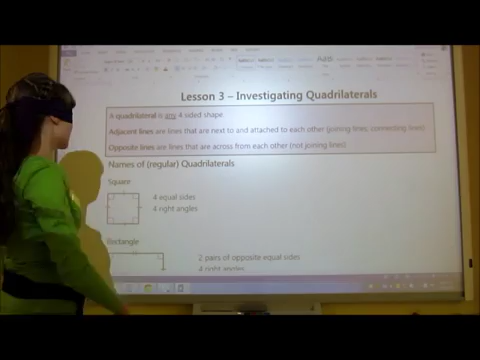 Lesson 3 – Investigating Quadrilaterals
A quadrilateral is any 4 sided shape
Adjacent lines are lines that are next to and attached to each other (joining lines, connecting lines)
Opposite lines are lines that are across from each other (not joining lines)
Names of (regular) Quadrilaterals
Square
4 equal sides
4 right angles
Rectangle
2 pairs of opposite equal sides
4 right angles